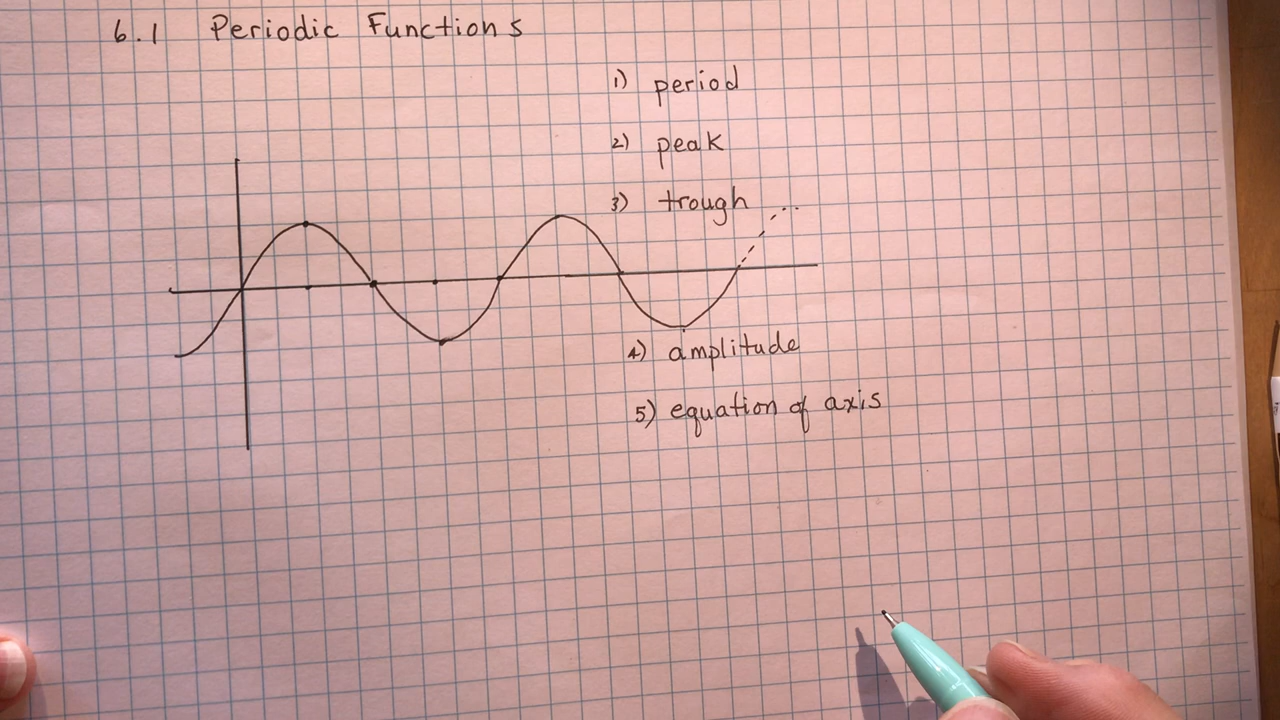 6.1 Periodic Functions
1) period
2) peak
3) trough
4) amplitude
5) equation of axis